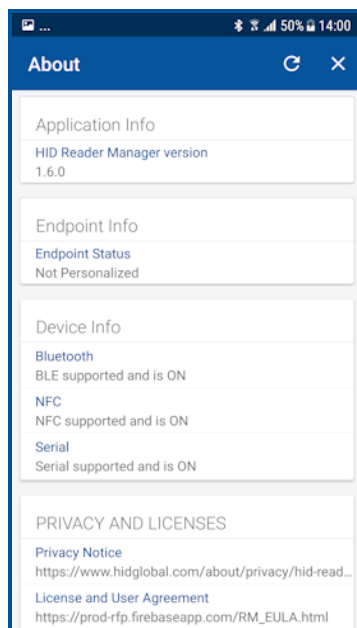 ... 50% 14:00
About
Application Info
HID Reader Manager version
1.6.0
Endpoint Info
Endpoint Status
Not Personalized
Device Info
Bluetooth
BLE supported and is ON
NFC
NFC supported and is ON
Serial
Serial supported and is ON
PRIVACY AND LICENSES
Privacy Notice
https://www.hidglobal.com/about/privacy/hid-read...
License and User Agreement
https://prod-rfp.firebaseapp.com/RM_EULA.html